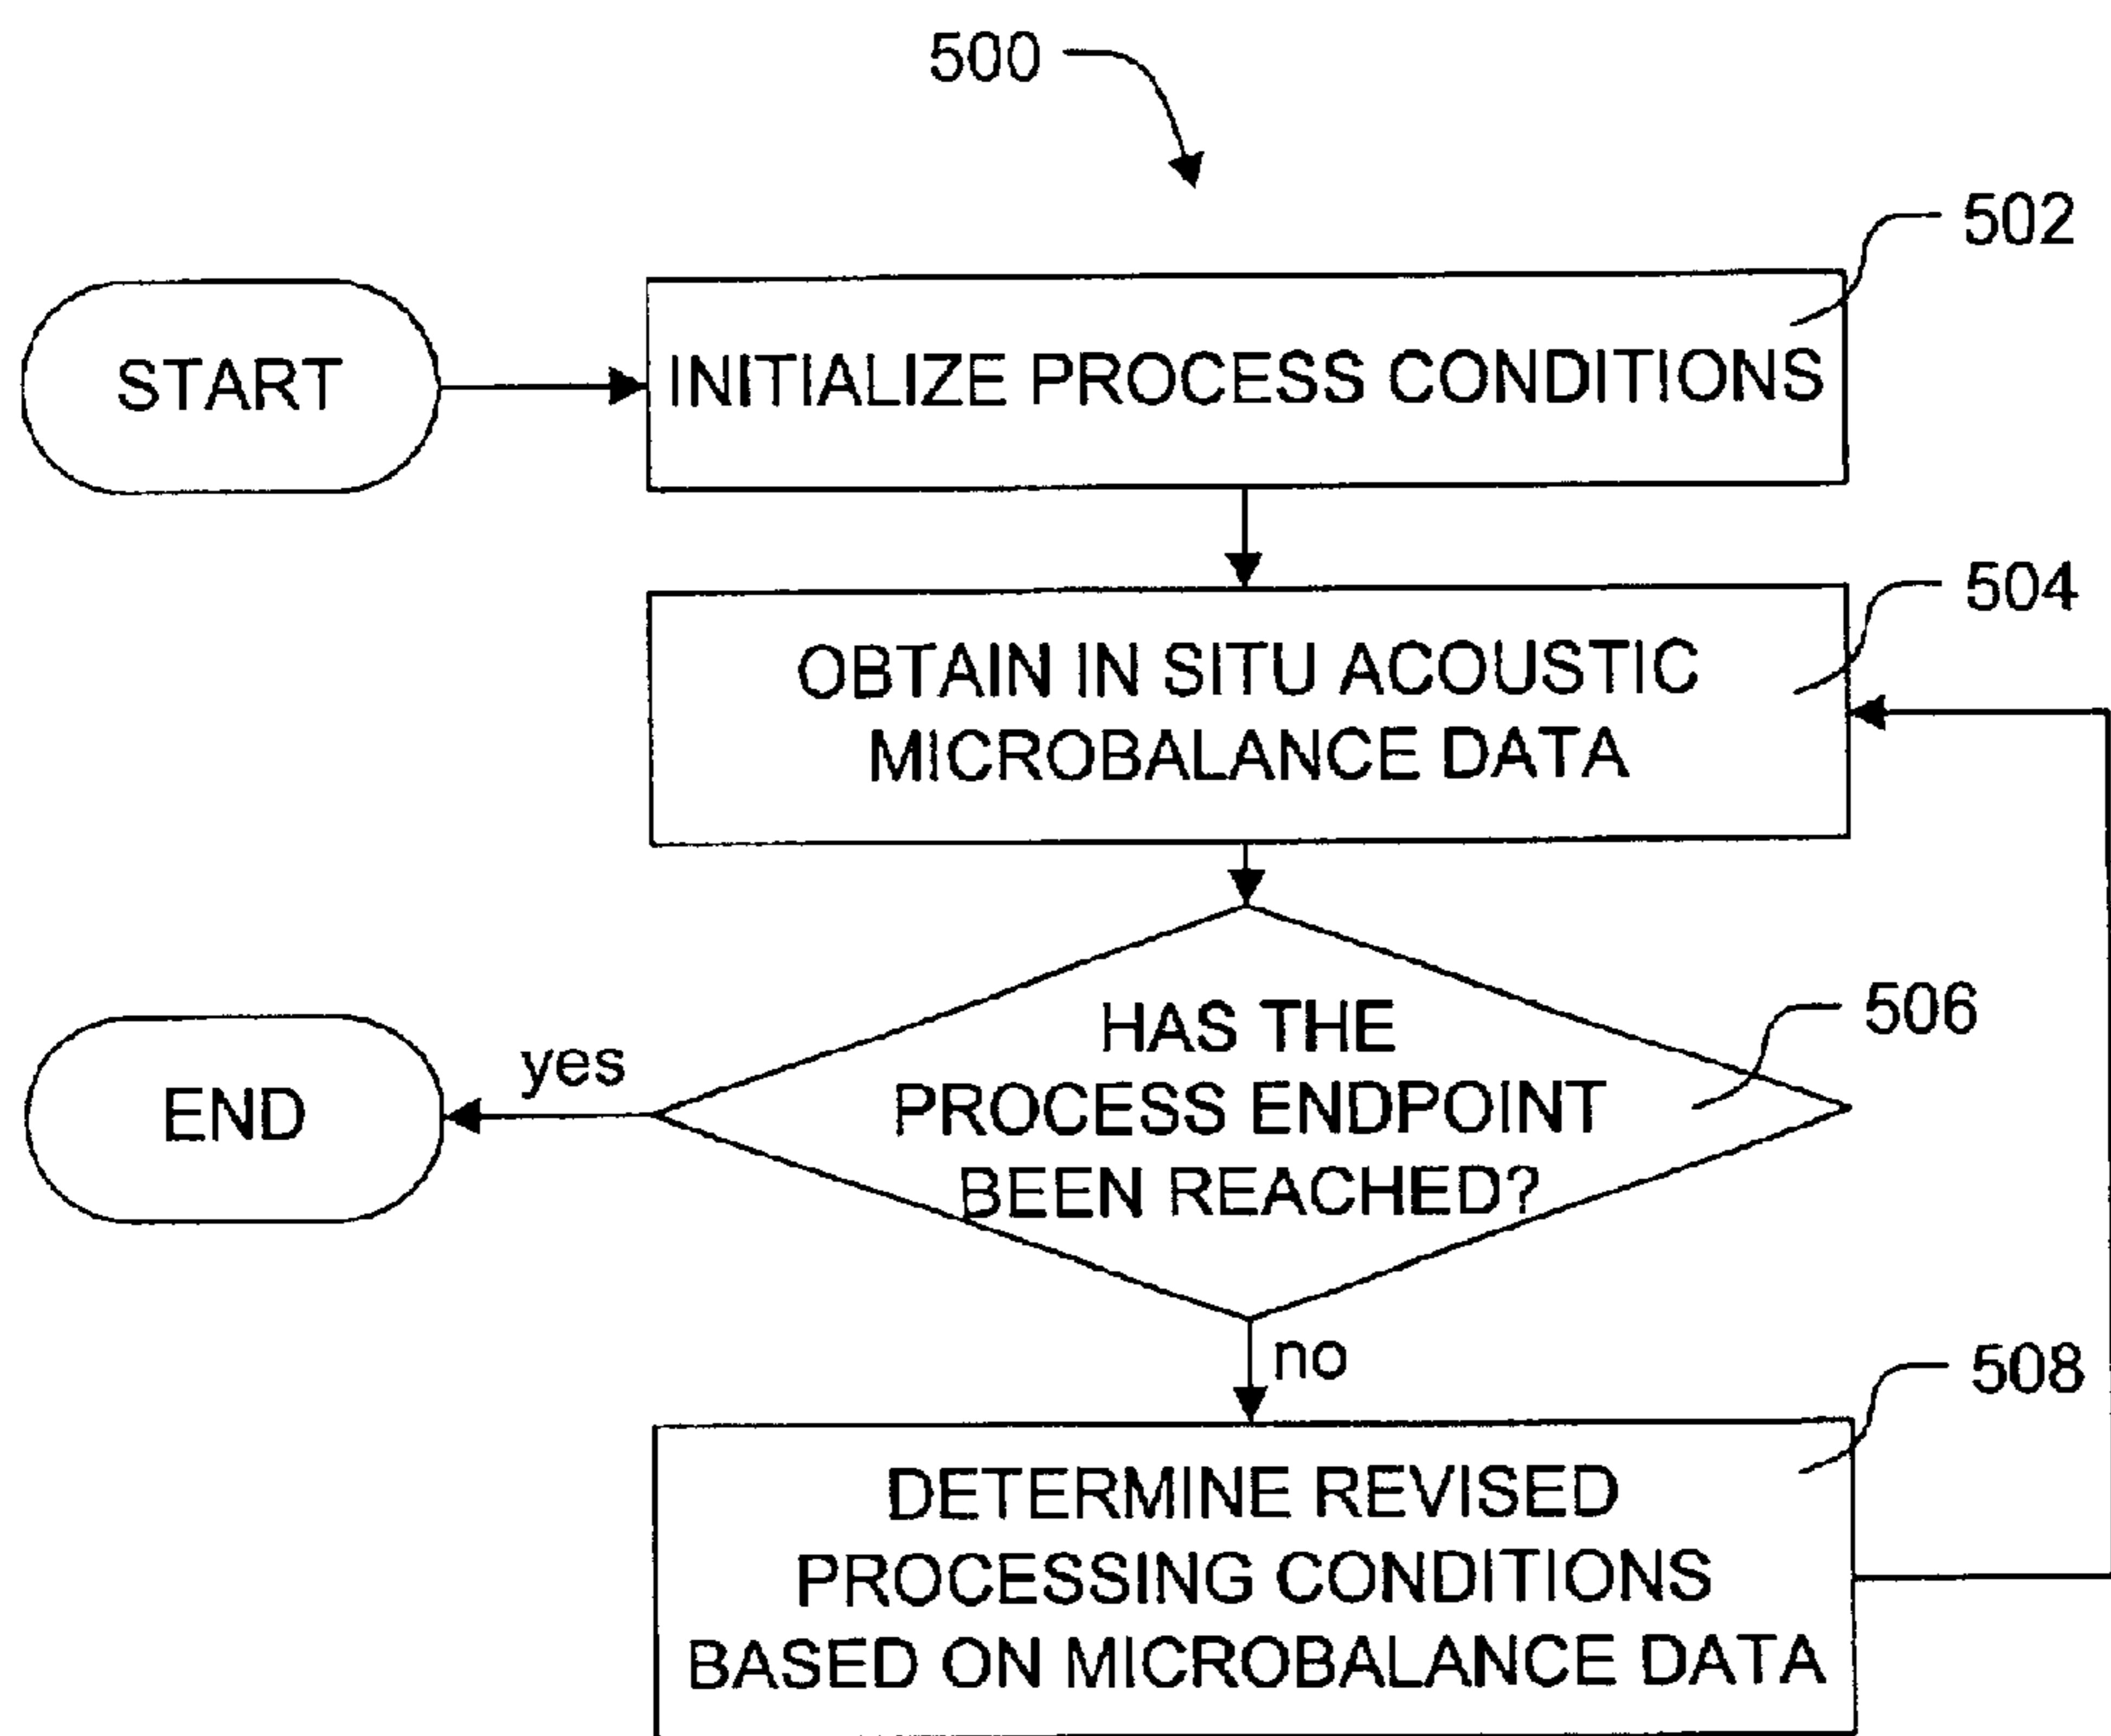 500
502
START
INITIALIZE PROCESS CONDITIONS
504
OBTAIN IN SITU ACOUSTIC
MICROBALANCE DATA
506
HAS THE
PROCESS ENDPOINT
BEEN REACHED?
yes
END
no
508
DETERMINE REVISED
PROCESSING CONDITIONS
BASED ON MICROBALANCE DATA